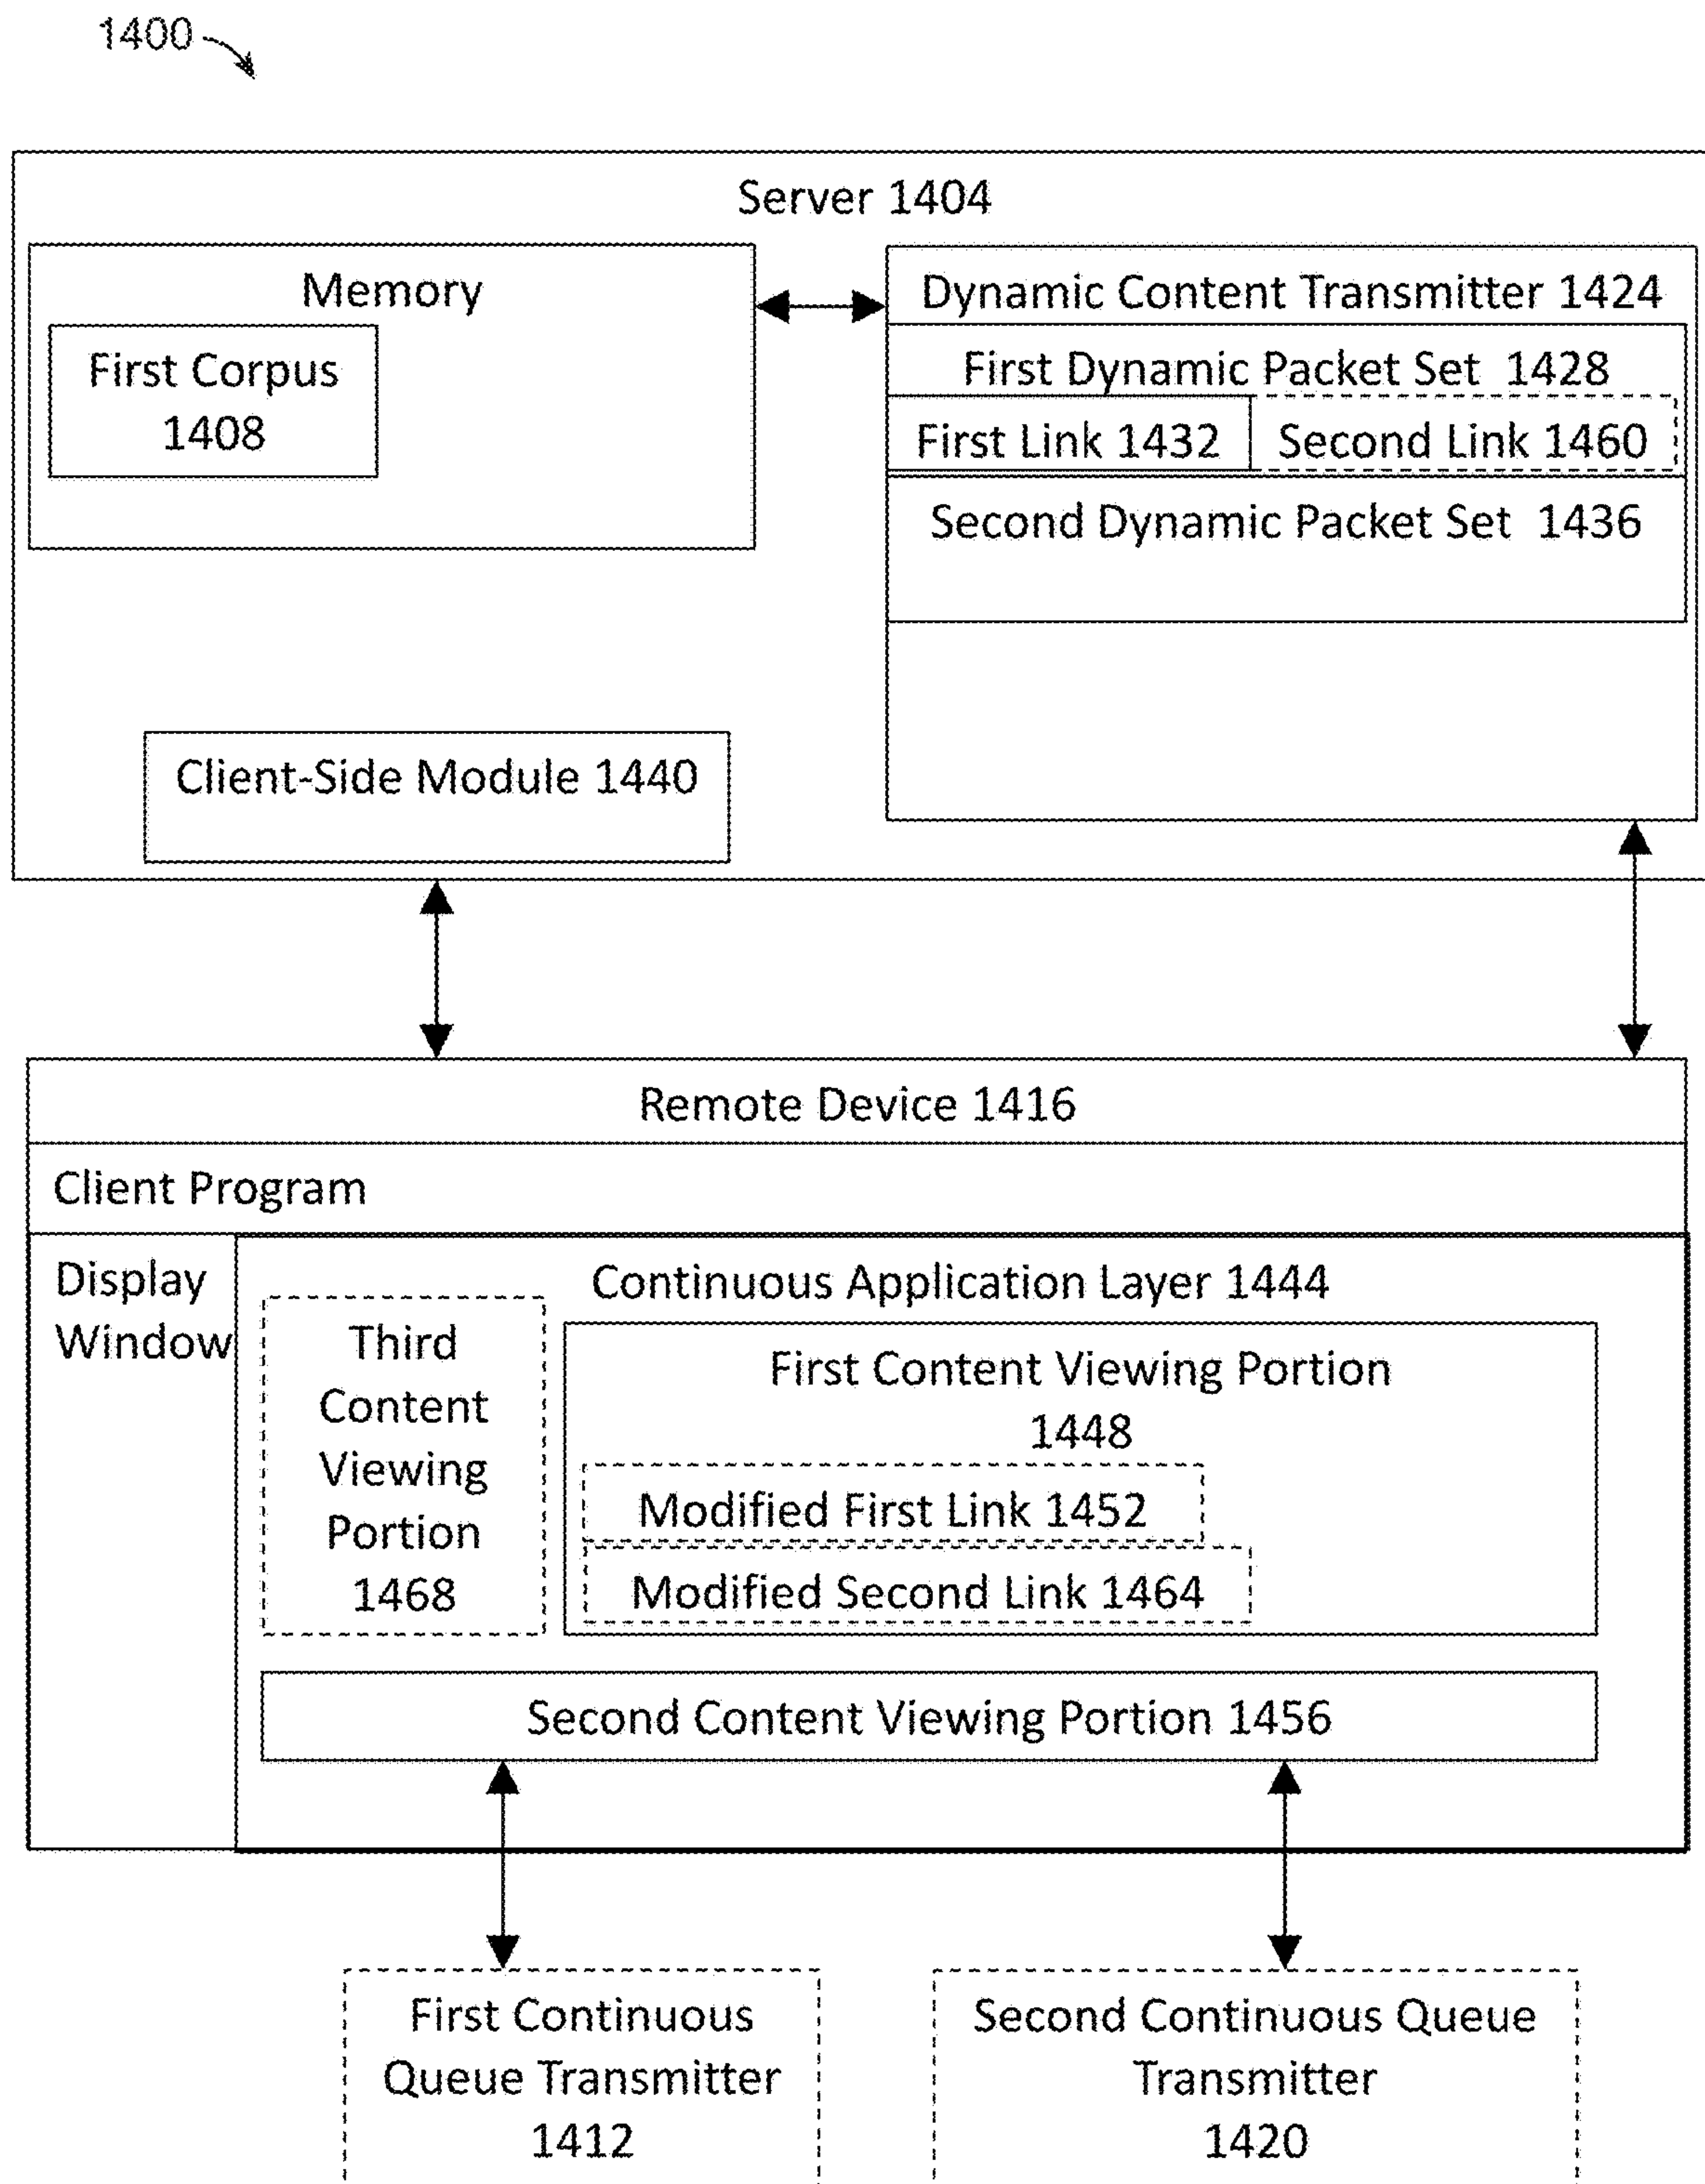 1400
Server 1404
Memory
First Corpus
1408
Dynamic Content Transmitter 1424
First Dynamic Packet Set 1428
First Link 1432
Second Link 1460
Second Dynamic Packet Set 1436
Client-Side Module 1440
Remote Device 1416
Client Program
Display
Window
Continuous Application Layer 1444
Third
Content
Viewing
Portion
1468
First Content Viewing Portion
1448
Modified First Link 1452
Modified Second Link 1464
Second Content Viewing Portion 1456
First Continuous
Queue Transmitter
1412
Second Continuous Queue
Transmitter
1420